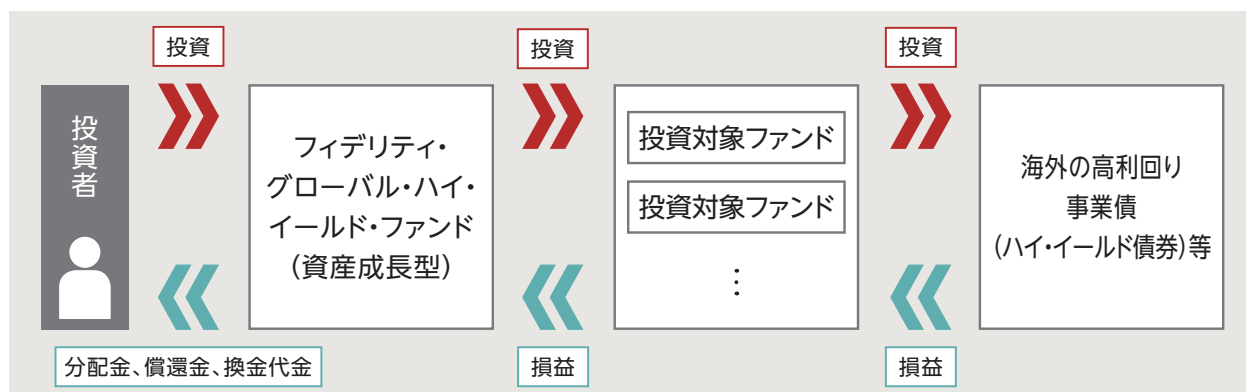 投資
投資
投資
投資者
フィデリティ・
グローバル・ハイ・
イールド・ファンド
(資産成長型)
投資対象ファンド
投資対象ファンド
⋮
海外の高利回り
事業債
(ハイ・イールド債券)等
分配金、償還金、換金代金
損益
損益